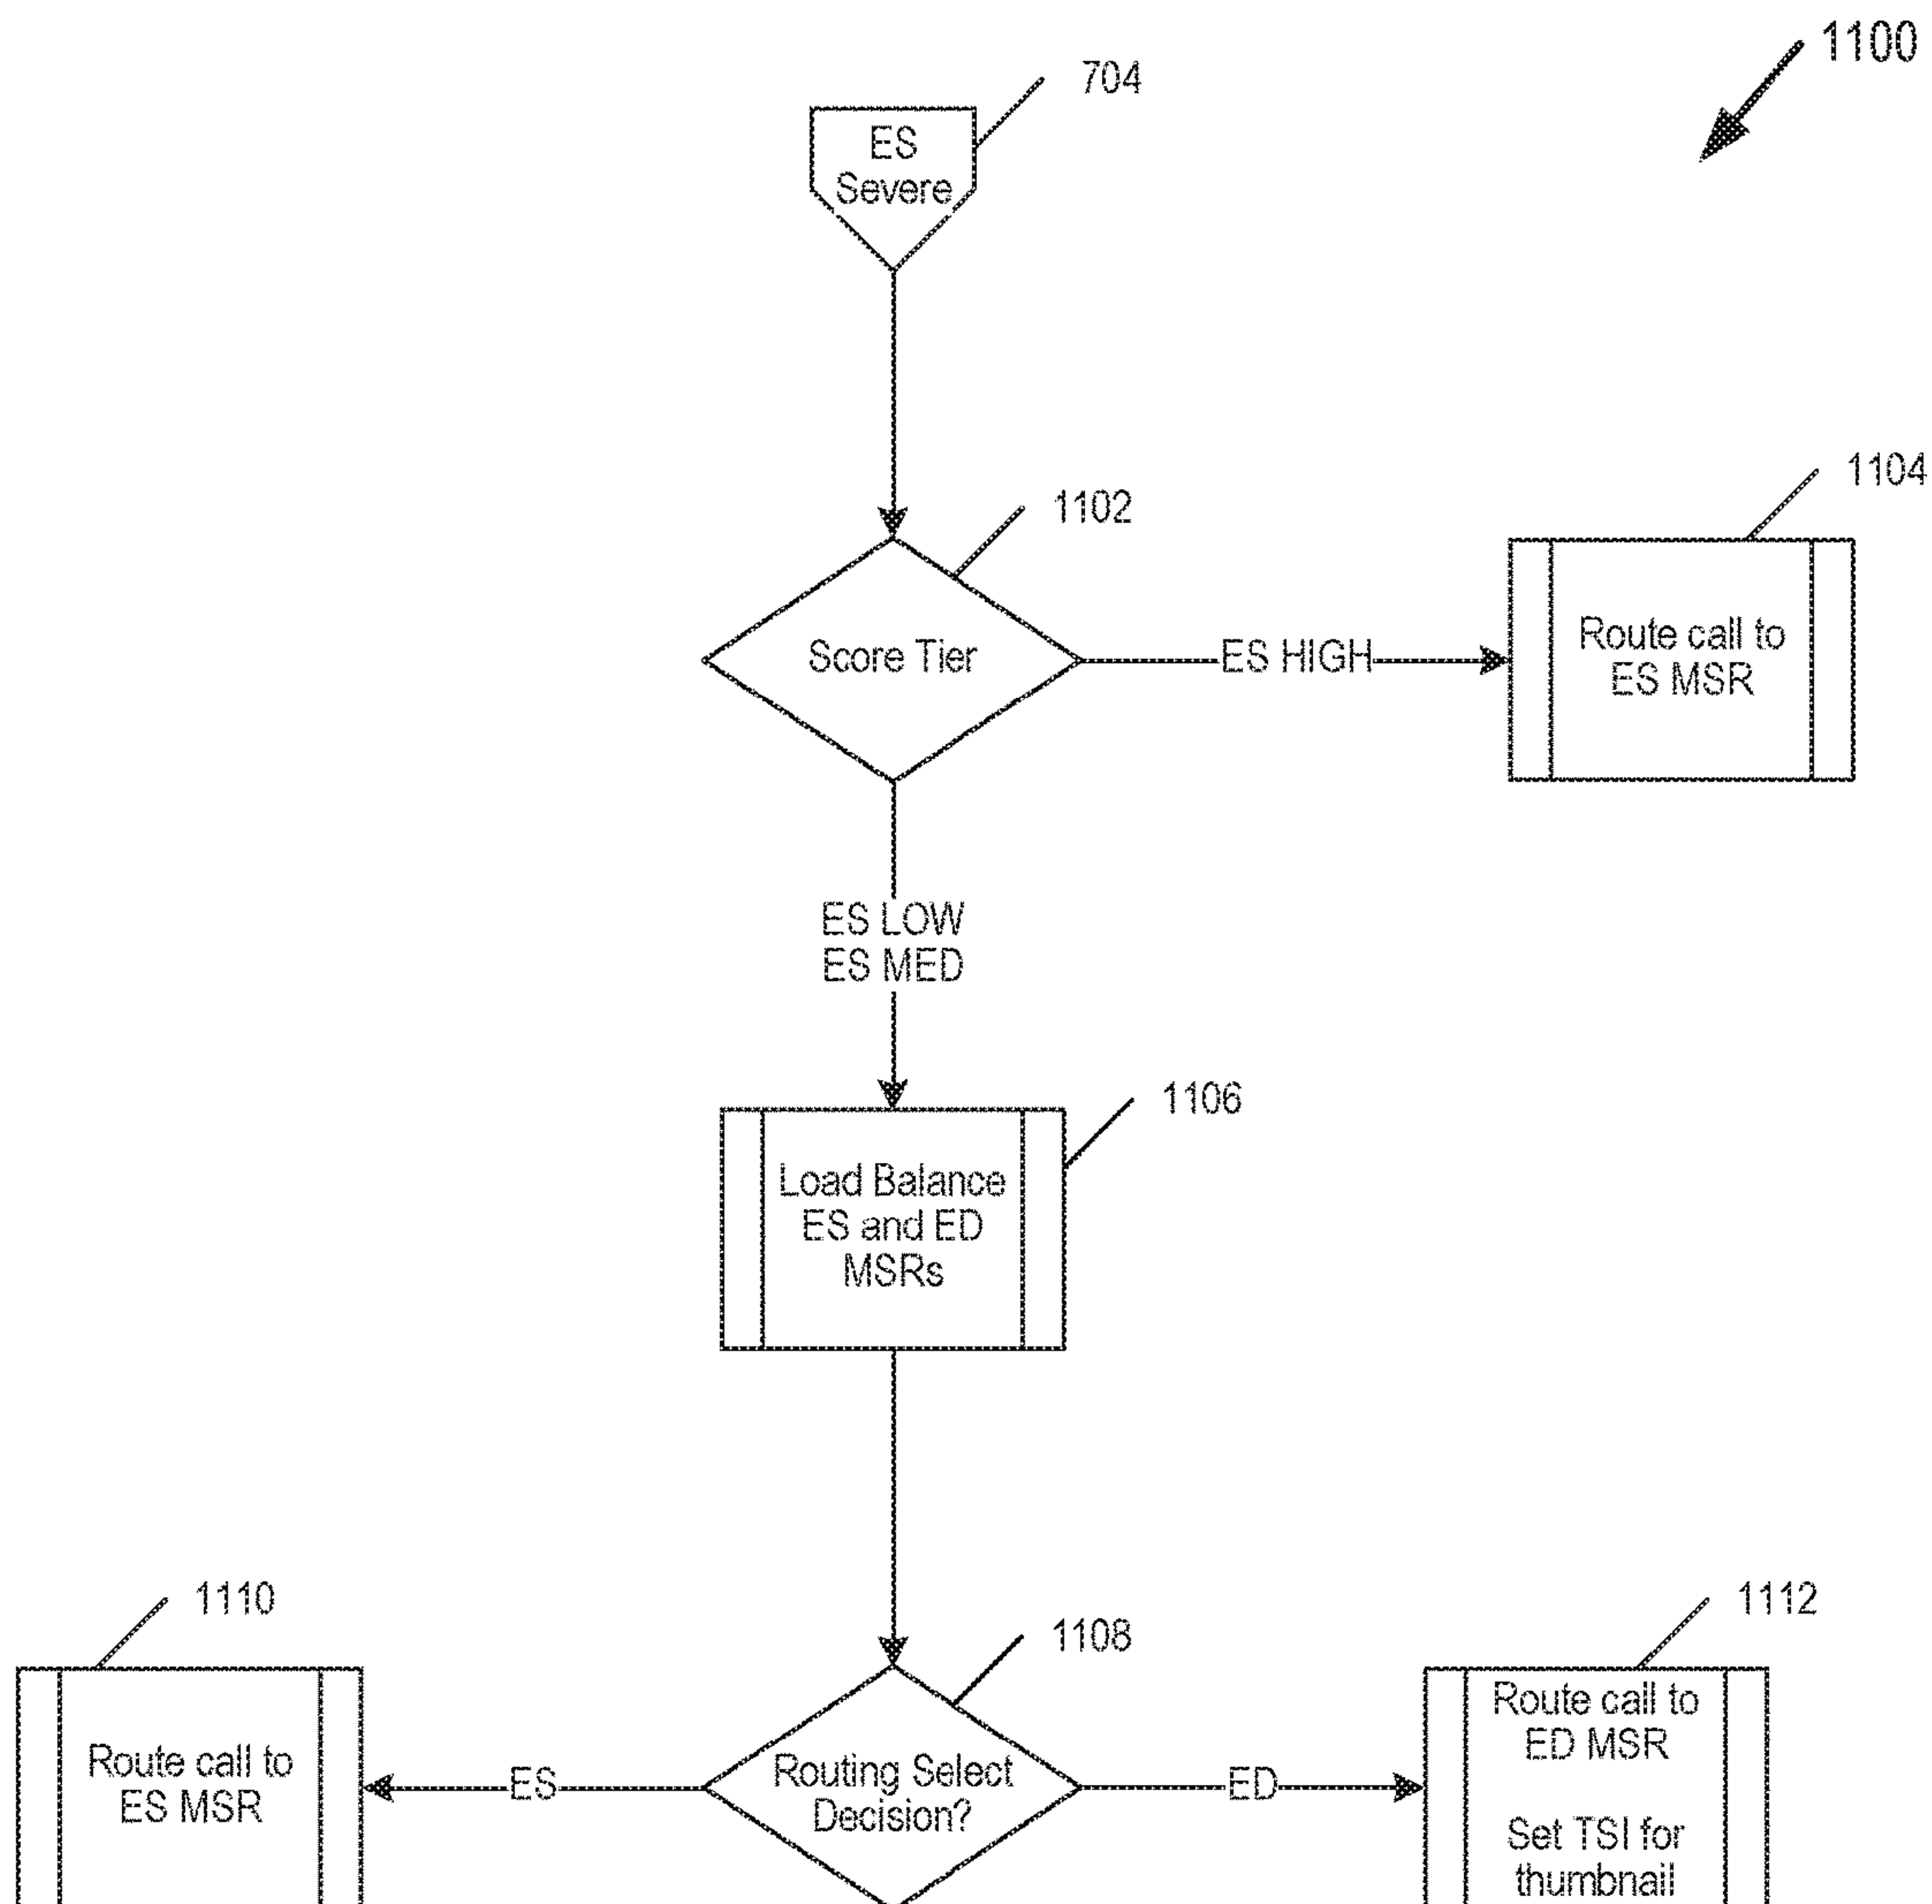 1100
704
ES
Severe
1102
1104
Score Tier
ES HIGH
Route call to
ES MSR
ES LOW
ES MED
1106
Load Balance
ES and ED
MSRs
1110
1108
1112
Route call to
ES MSR
ES
Routing Select
Decision?
ED
Route call to
ED MSR
Set TSI for
thumbnail